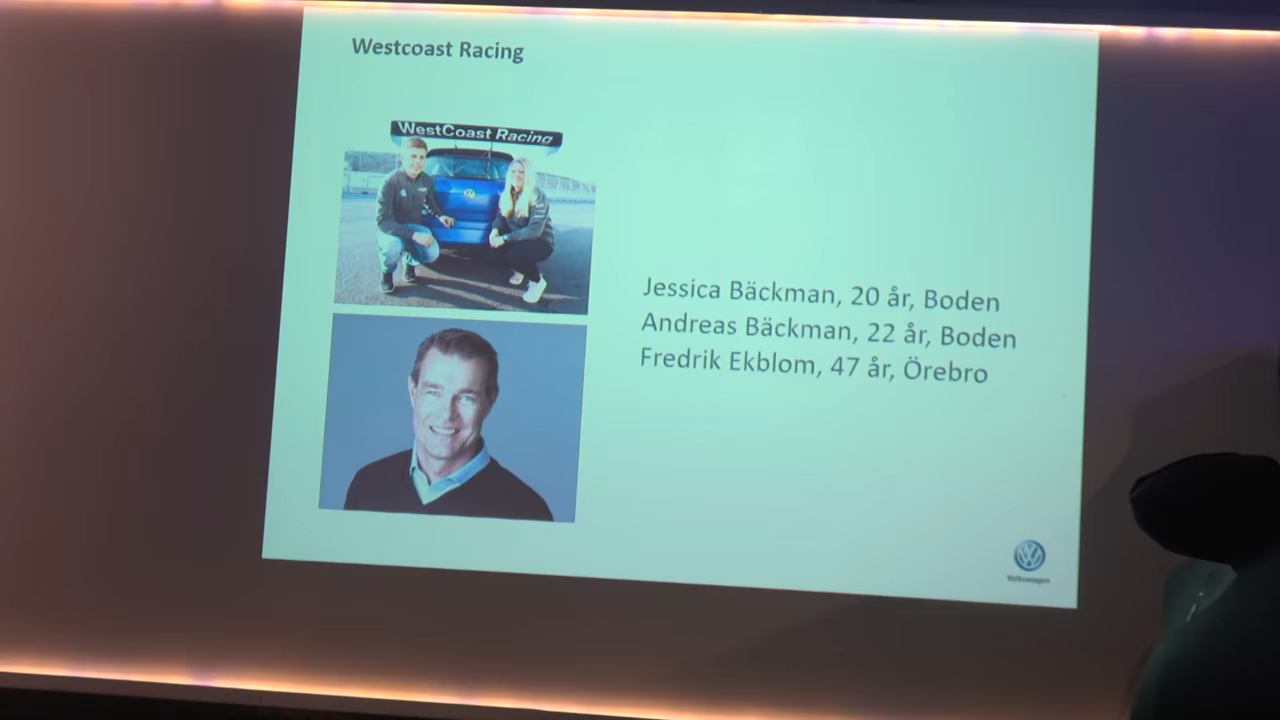 Westcoast Racing
WestCoast Racing
Jessica Bäckman, 20 år, Boden
Andreas Bäckman, 22 år, Boden
Fredrik Ekblom, 47 år, Örebro
Volkswagen